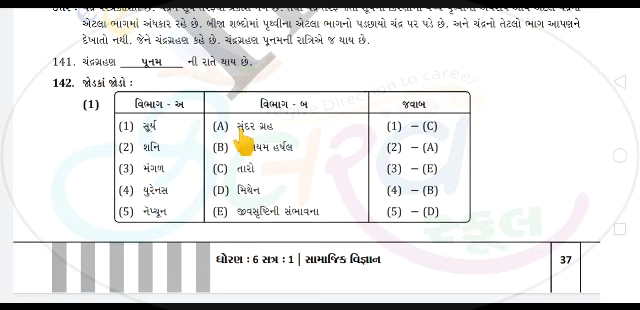 એટલા ભાગમાં અંધકાર રહે છે. બીજા શબ્દોમાં પૃથ્વીના એટલા ભાગનો પડછાયો ચંદ્ર પર પડે છે. અને ચંદ્રનો તેટલો ભાગ આપણને
દેખાતો નથી. જેને ચંદ્રગ્રહણ કહે છે. ચંદ્રગ્રહણ પૂનમની રાત્રિએ જ થાય છે.
141. ચંદ્રગ્રહણ પૂનમ ની રાતે થાય છે.
142. જોડકાં જોડો :
(1) વિભાગ - અ વિભાગ - બ જવાબ
(1) સૂર્ય (A) સુંદર ગ્રહ (1) – (C)
(2) શનિ (B) હર્ષલ (2) – (A)
(3) મંગળ (C) તારો (3) – (E)
(4) યુરેનસ (D) મિથેન (4) – (B)
(5) નેપ્ચૂન (E) જીવસૃષ્ટિની સંભાવના (5) – (D)
ધોરણ : 6 સત્ર : 1 | સામાજિક વિજ્ઞાન 37